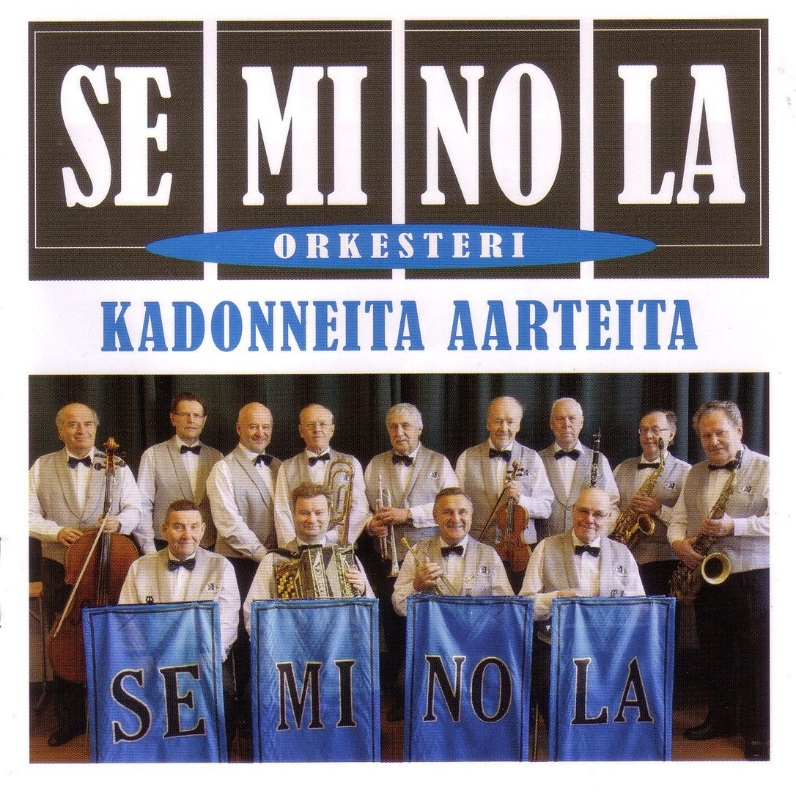 SE MI NO LA
ORKESTERI
KADONNEITA AARTEITA
SE MI NO LA